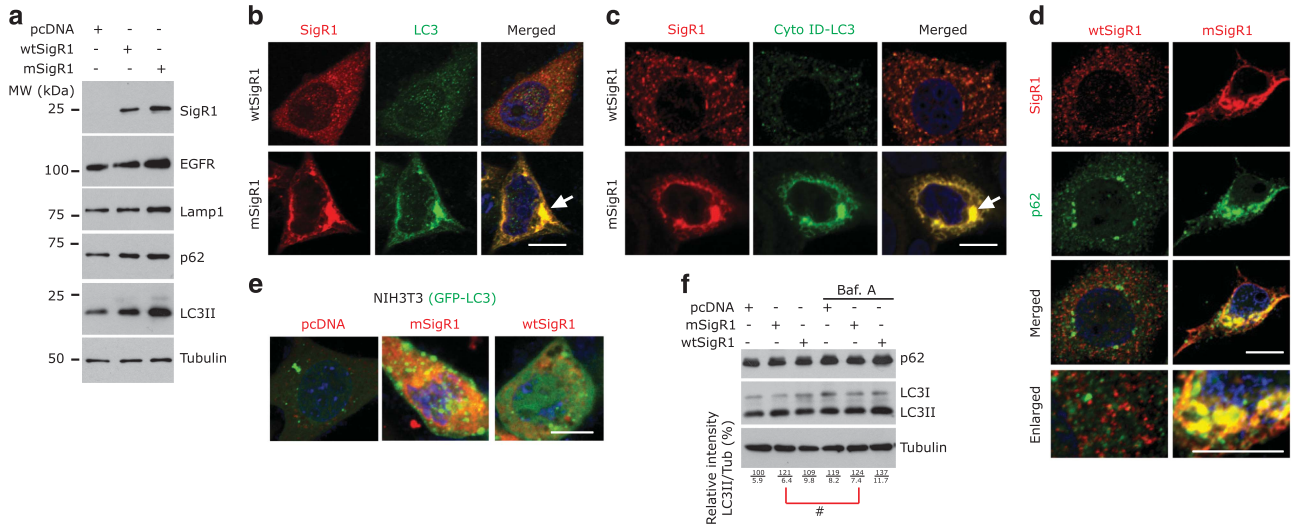 a
pcDNA + - -
wtSigR1 - + -
mSigR1 - - +
MW (kDa)
25 SigR1
100 EGFR
75 Lamp1
75
p62
50
25
LC3II
50 Tubulin
b
SigR1 LC3 Merged
wtSigR1
mSigR1
c
SigR1 Cyto ID-LC3 Merged
wtSigR1
mSigR1
d
wtSigR1 mSigR1
SigR1
p62
Merged
Enlarged
e
NIH3T3 (GFP-LC3)
pcDNA mSigR1 wtSigR1
f
Baf. A
pcDNA + - - + - -
mSigR1 - + - - + -
wtSigR1 - - + - - +
p62
LC3I
LC3II
Tubulin
Relative intensity
LC3II/Tub (%)
100 121 109 119 124 137
5.9 6.4 9.8 8.2 7.4 11.7
#